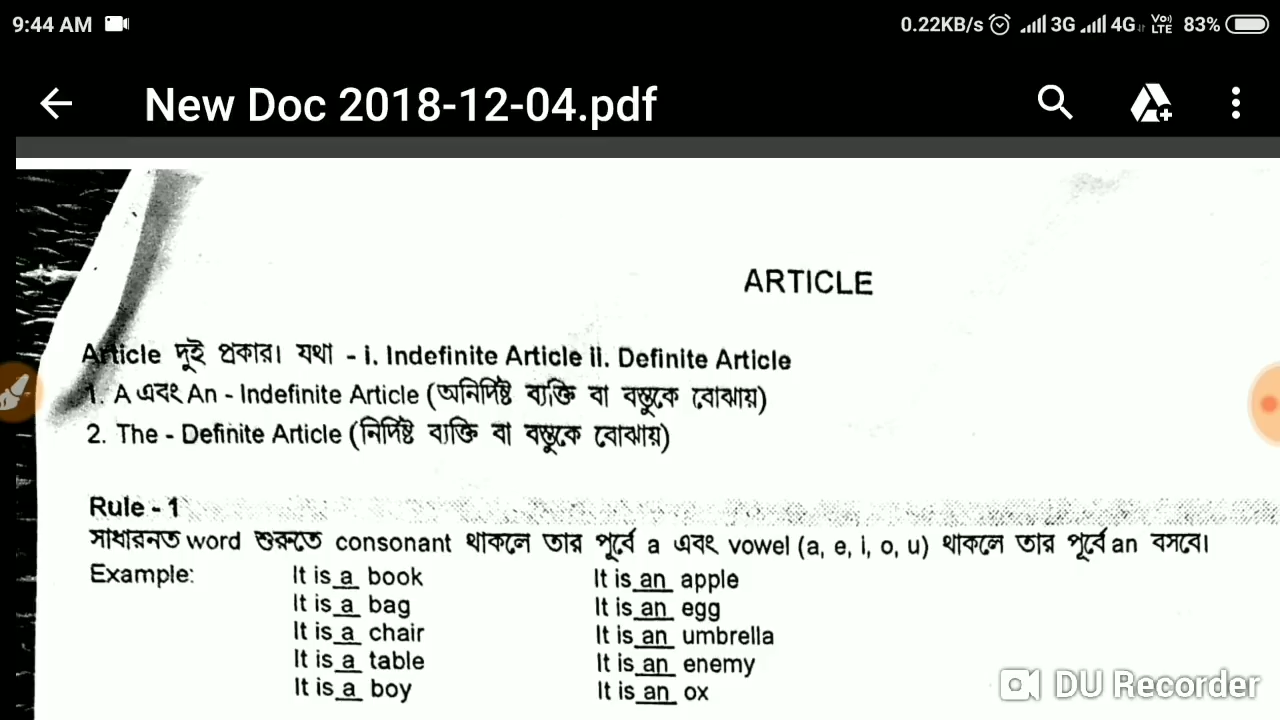 9:44 AM 0.22KB/s 3G 4G VoLTE 83%
New Doc 2018-12-04.pdf
ARTICLE
Article দুই প্রকার। যথা - i. Indefinite Article ii. Definite Article
1. A এবং An - Indefinite Article (অনির্দিষ্ট ব্যক্তি বা বস্তুকে বোঝায়)
2. The - Definite Article (নির্দিষ্ট ব্যক্তি বা বস্তুকে বোঝায়)
Rule - 1
সাধারনত word শুরুতে consonant থাকলে তার পূর্বে a এবং vowel (a, e, i, o, u) থাকলে তার পূর্বে an বসবে।
Example: It is a book It is an apple
It is a bag It is an egg
It is a chair It is an umbrella
It is a table It is an enemy
It is a boy It is an ox
DU Recorder